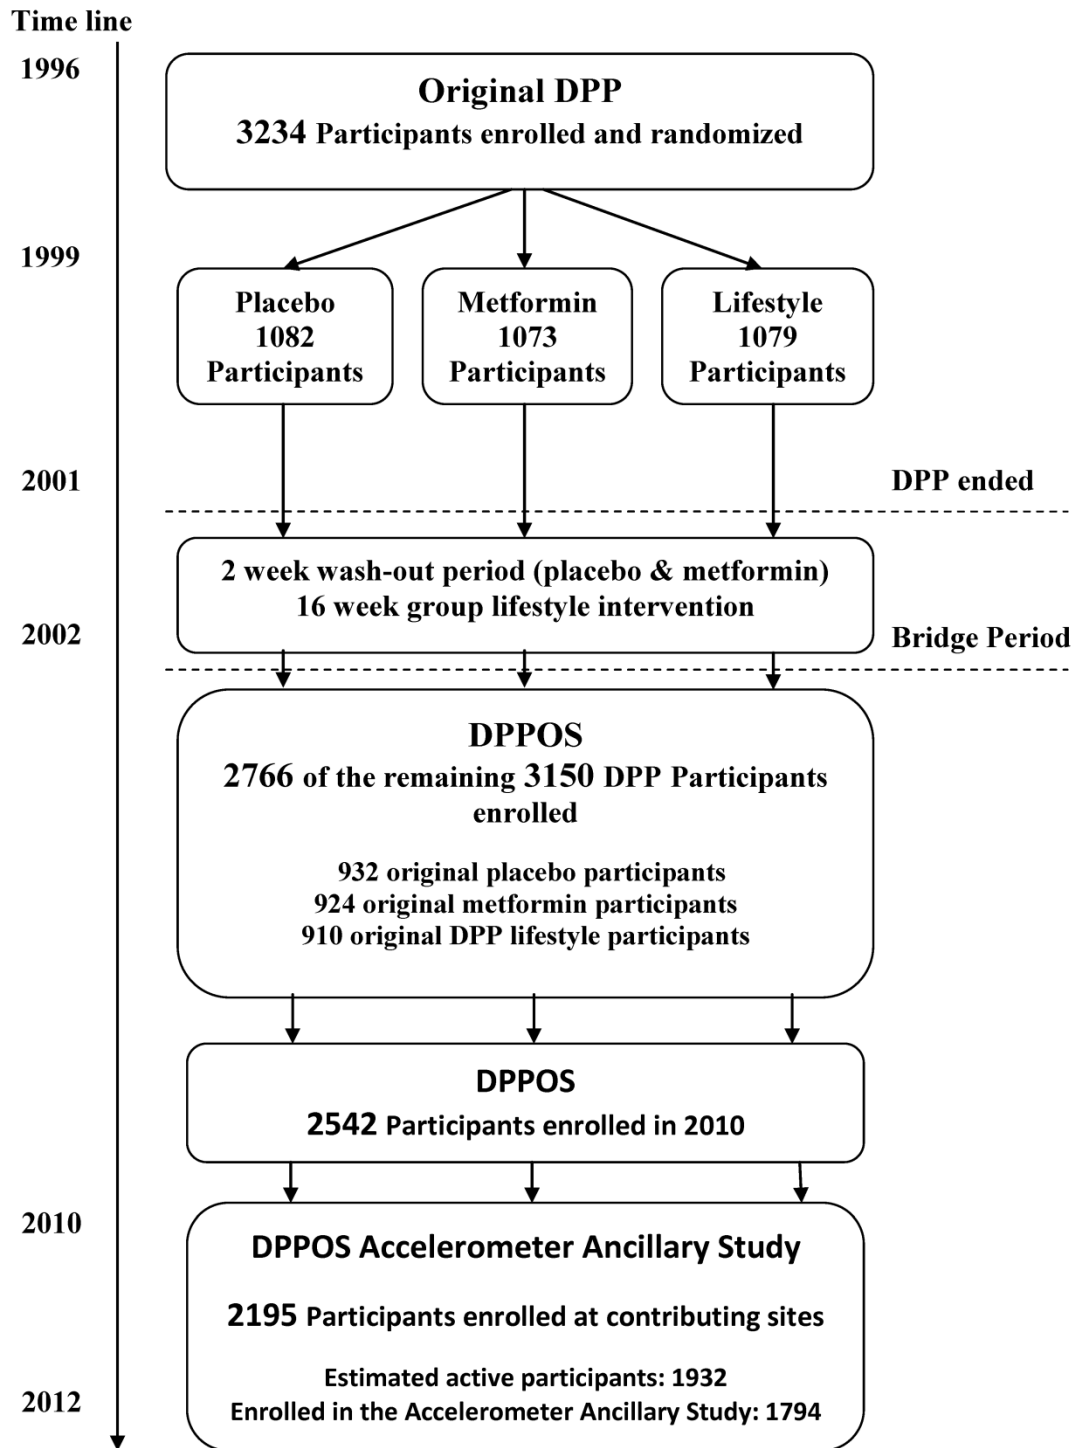 Time line
1996
Original DPP
3234 Participants enrolled and randomized
1999
Placebo
1082
Participants
Metformin
1073
Participants
Lifestyle
1079
Participants
2001
DPP ended
2 week wash-out period (placebo & metformin)
16 week group lifestyle intervention
2002
Bridge Period
DPPOS
2766 of the remaining 3150 DPP Participants
enrolled
932 original placebo participants
924 original metformin participants
910 original DPP lifestyle participants
DPPOS
2542 Participants enrolled in 2010
2010
DPPOS Accelerometer Ancillary Study
2195 Participants enrolled at contributing sites
Estimated active participants: 1932
2012
Enrolled in the Accelerometer Ancillary Study: 1794